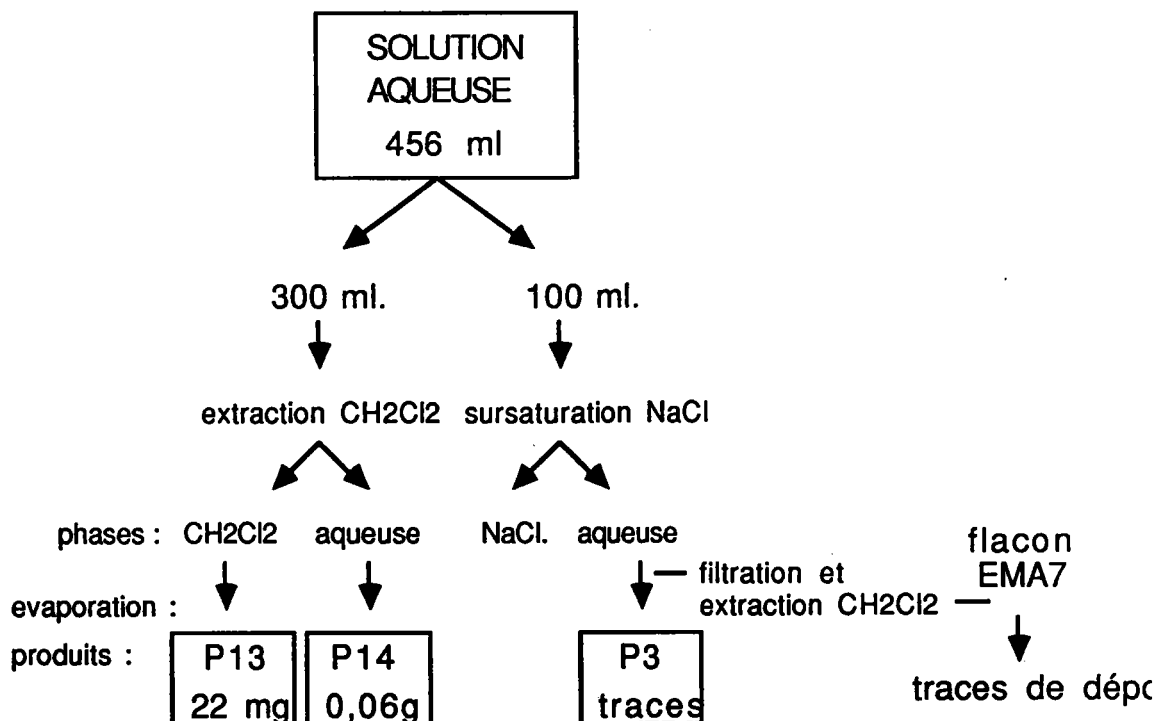 SOLUTION
AQUEUSE
456 ml
300 ml. 100 ml.
extraction CH2Cl2 sursaturation NaCl
phases : CH2Cl2 aqueuse NaCl. aqueuse
flacon
EMA7
filtration et
extraction CH2Cl2
evaporation :
produits : P13 P14 P3
22 mg 0,06g traces
traces de dépo